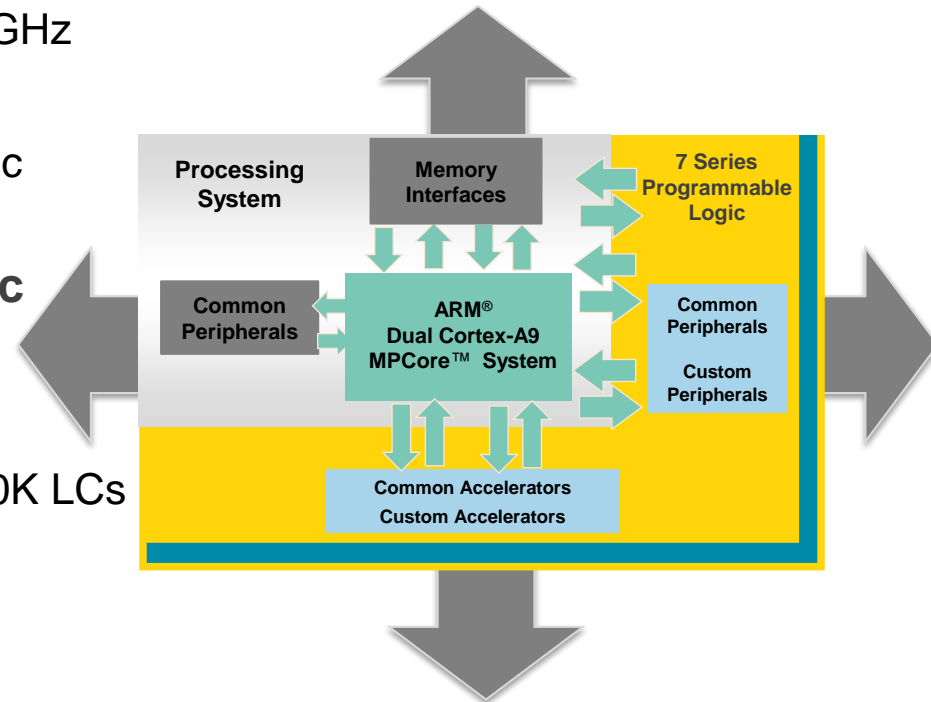 GHz
c
c
0K LCs
Processing
System
Memory
Interfaces
7 Series
Programmable
Logic
Common
Peripherals
ARM®
Dual Cortex-A9
MPCore™ System
Common
Peripherals
Custom
Peripherals
Common Accelerators
Custom Accelerators